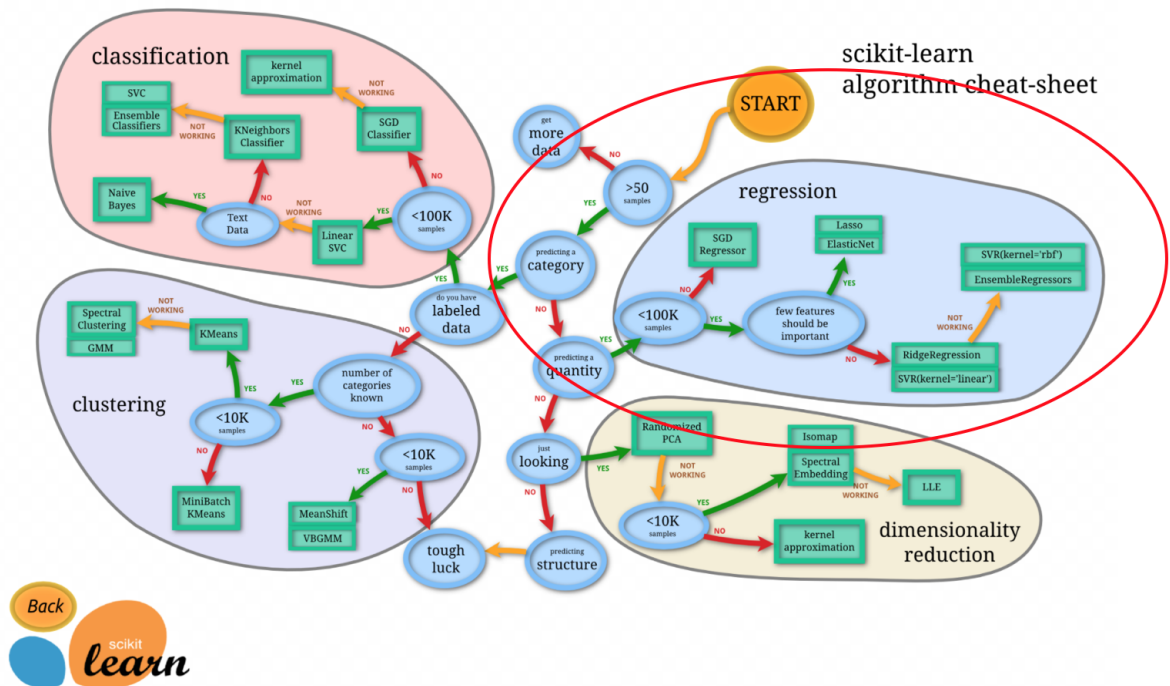 scikit-learn
algorithm cheat-sheet
START
get
more
data
NO
>50
samples
YES
predicting a
category
YES
NO
do you have
labeled
data
YES
NO
predicting a
quantity
YES
NO
just
looking
YES
NO
predicting
structure
tough
luck
classification
kernel
approximation
NOT
WORKING
SVC
Ensemble
Classifiers
NOT
WORKING
KNeighbors
Classifier
SGD
Classifier
NO
Naive
Bayes
YES
Text
Data
NO
NOT
WORKING
Linear
SVC
YES
<100K
samples
regression
SGD
Regressor
NO
<100K
samples
YES
Lasso
ElasticNet
YES
few features
should be
important
NO
SVR(kernel='rbf')
EnsembleRegressors
NOT
WORKING
RidgeRegression
SVR(kernel='linear')
clustering
Spectral
Clustering
GMM
NOT
WORKING
KMeans
YES
<10K
samples
YES
number of
categories
known
NO
NO
MiniBatch
KMeans
<10K
samples
YES
NO
MeanShift
VBGMM
dimensionality
reduction
Randomized
PCA
NOT
WORKING
<10K
samples
YES
NO
Isomap
Spectral
Embedding
NOT
WORKING
LLE
kernel
approximation
Back
scikit
learn